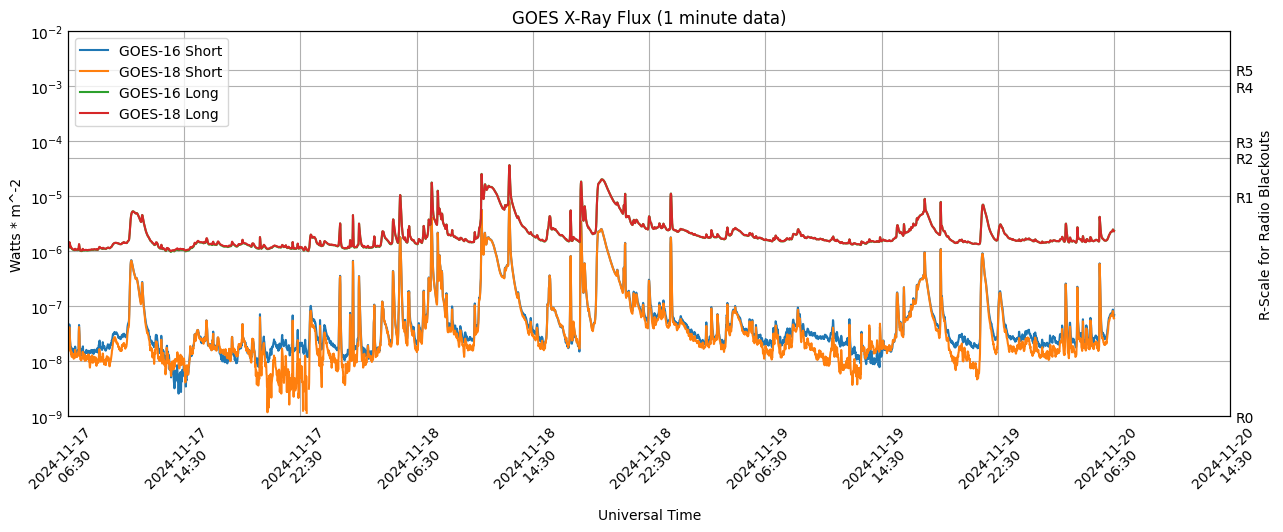 GOES X-Ray Flux (1 minute data)
GOES-16 Short
GOES-18 Short
GOES-16 Long
GOES-18 Long
Watts * m^-2
10^-2
10^-3
10^-4
10^-5
10^-6
10^-7
10^-8
10^-9
R5
R4
R3
R2
R1
R0
R-Scale for Radio Blackouts
2024-11-17
06:30
2024-11-17
14:30
2024-11-17
22:30
2024-11-18
06:30
2024-11-18
14:30
2024-11-18
22:30
2024-11-19
06:30
2024-11-19
14:30
2024-11-19
22:30
2024-11-20
06:30
2024-11-20
14:30
Universal Time